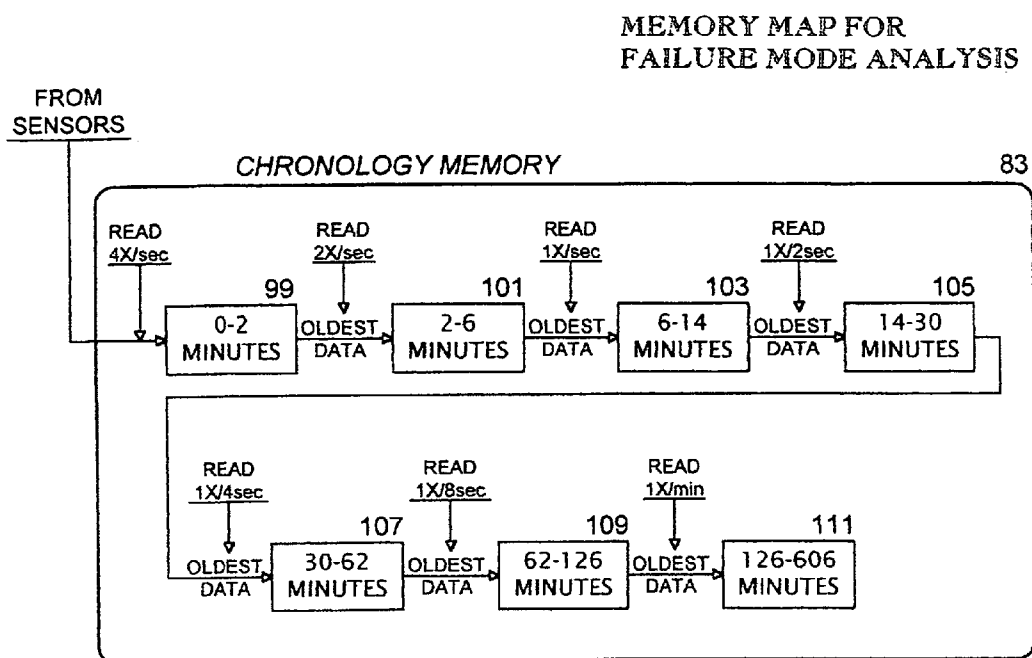 MEMORY MAP FOR
FAILURE MODE ANALYSIS
FROM
SENSORS
CHRONOLOGY MEMORY
83
READ
4X/sec
READ
2X/sec
READ
1X/sec
READ
1X/2sec
99
101
103
105
0-2
MINUTES
OLDEST
DATA
2-6
MINUTES
OLDEST
DATA
6-14
MINUTES
OLDEST
DATA
14-30
MINUTES
READ
1X/4sec
READ
1X/8sec
READ
1X/min
107
109
111
OLDEST
DATA
30-62
MINUTES
OLDEST
DATA
62-126
MINUTES
OLDEST
DATA
126-606
MINUTES